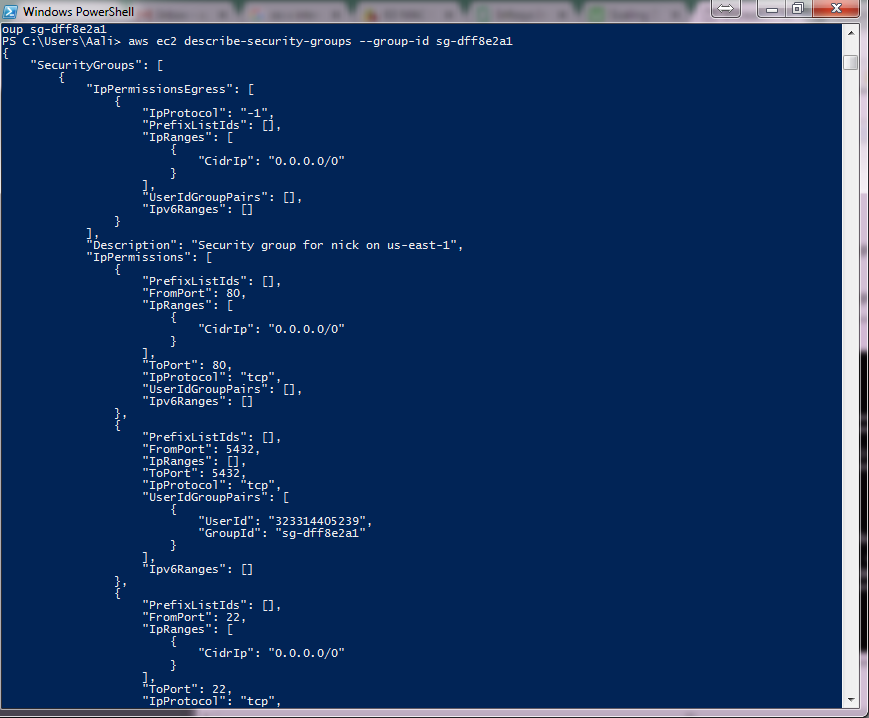 Windows PowerShell
oup sg-dff8e2a1
PS C:\Users\Aali> aws ec2 describe-security-groups --group-id sg-dff8e2a1
{
    "SecurityGroups": [
        {
            "IpPermissionsEgress": [
                {
                    "IpProtocol": "-1",
                    "PrefixListIds": [],
                    "IpRanges": [
                        {
                            "CidrIp": "0.0.0.0/0"
                        }
                    ],
                    "UserIdGroupPairs": [],
                    "Ipv6Ranges": []
                }
            ],
            "Description": "Security group for nick on us-east-1",
            "IpPermissions": [
                {
                    "PrefixListIds": [],
                    "FromPort": 80,
                    "IpRanges": [
                        {
                            "CidrIp": "0.0.0.0/0"
                        }
                    ],
                    "ToPort": 80,
                    "IpProtocol": "tcp",
                    "UserIdGroupPairs": [],
                    "Ipv6Ranges": []
                },
                {
                    "PrefixListIds": [],
                    "FromPort": 5432,
                    "IpRanges": [],
                    "ToPort": 5432,
                    "IpProtocol": "tcp",
                    "UserIdGroupPairs": [
                        {
                            "UserId": "323314405239",
                            "GroupId": "sg-dff8e2a1"
                        }
                    ],
                    "Ipv6Ranges": []
                },
                {
                    "PrefixListIds": [],
                    "FromPort": 22,
                    "IpRanges": [
                        {
                            "CidrIp": "0.0.0.0/0"
                        }
                    ],
                    "ToPort": 22,
                    "IpProtocol": "tcp",